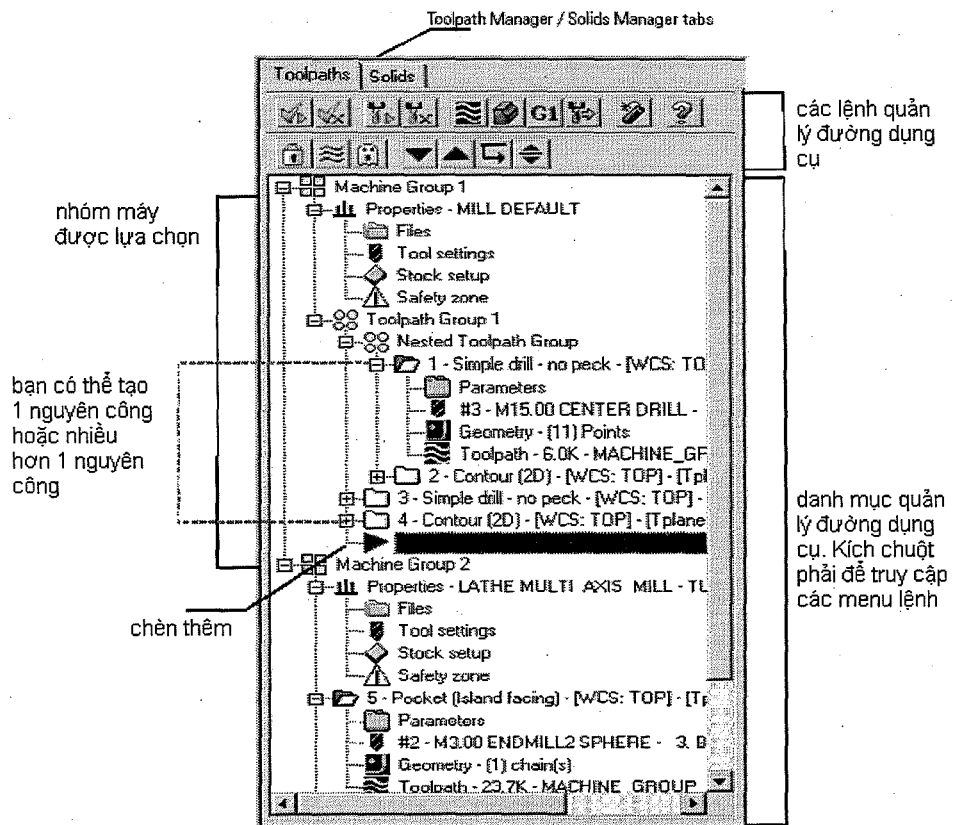 Toolpath Manager / Solids Manager tabs
Toolpaths
Solids
G1
các lệnh quản
lý đường dụng
cụ
nhóm máy
được lựa chọn
Machine Group 1
Properties - MILL DEFAULT
Files
Tool settings
Stock setup
Safety zone
Toolpath Group 1
Nested Toolpath Group
1 - Simple drill - no peck - [WCS: TO
Parameters
#3 - M15.00 CENTER DRILL -
Geometry - (11) Points
Toolpath - 6.0K - MACHINE_GF
2 - Contour (2D) - [WCS: TOP] - [Tpl
3 - Simple drill - no peck - [WCS: TOP] -
4 - Contour (2D) - [WCS: TOP] - [Tplane
bạn có thể tạo
1 nguyên công
hoặc nhiều
hơn 1 nguyên
công
chèn thêm
Machine Group 2
Properties - LATHE MULTI AXIS MILL - TL
Files
Tool settings
Stock setup
Safety zone
5 - Pocket (Island facing) - [WCS: TOP] - [Tp
Parameters
#2 - M3.00 ENDMILL2 SPHERE - 3. B
Geometry - (1) chain(s)
Toolpath - 23.7K - MACHINE_GROUP
danh mục quản
lý đường dụng
cụ. Kích chuột
phải để truy cập
các menu lệnh